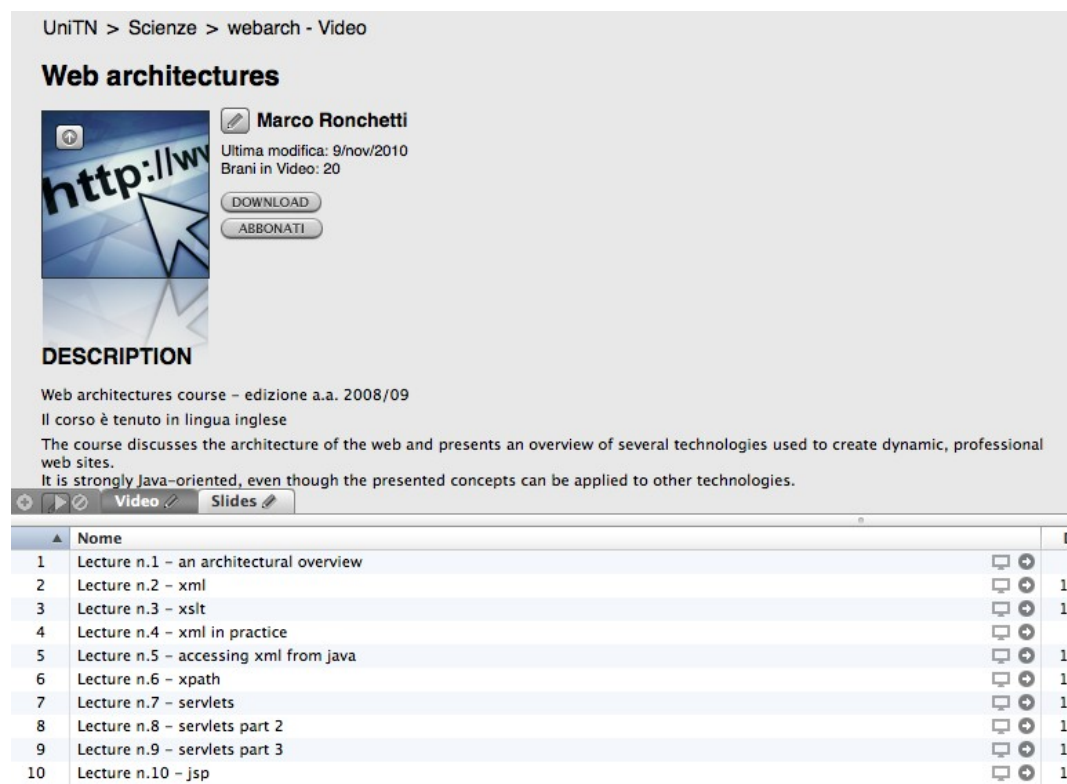 UniTN > Scienze > webarch - Video
Web architectures
http://ww
Marco Ronchetti
Ultima modifica: 9/nov/2010
Brani in Video: 20
DOWNLOAD
ABBONATI
DESCRIPTION
Web architectures course – edizione a.a. 2008/09
Il corso è tenuto in lingua inglese
The course discusses the architecture of the web and presents an overview of several technologies used to create dynamic, professional
web sites.
It is strongly Java-oriented, even though the presented concepts can be applied to other technologies.
Video Slides
Nome
1 Lecture n.1 – an architectural overview
2 Lecture n.2 – xml
3 Lecture n.3 – xslt
4 Lecture n.4 – xml in practice
5 Lecture n.5 – accessing xml from java
6 Lecture n.6 – xpath
7 Lecture n.7 – servlets
8 Lecture n.8 – servlets part 2
9 Lecture n.9 – servlets part 3
10 Lecture n.10 – jsp